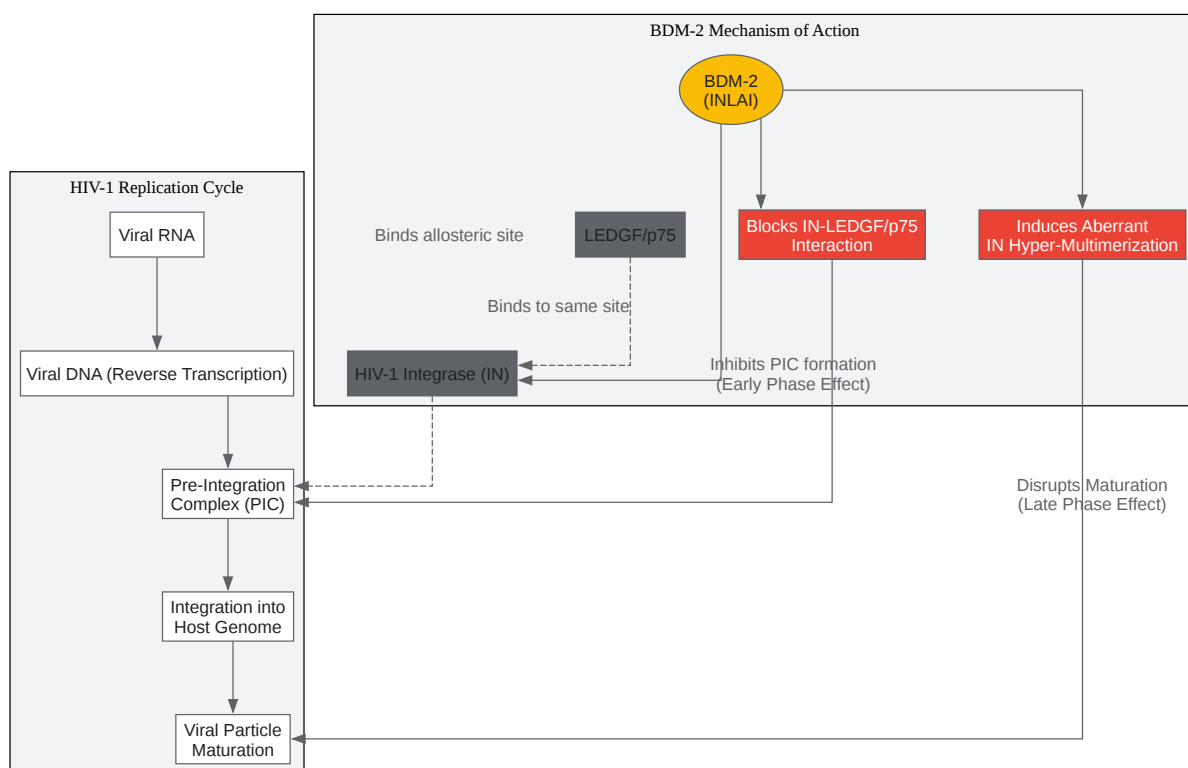 BDM-2 Mechanism of Action
BDM-2
(INLAI)
HIV-1 Replication Cycle
Viral RNA
Binds allosteric site
LEDGF/p75
Blocks IN-LEDGF/p75
Interaction
Induces Aberrant
IN Hyper-Multimerization
Binds to same site
Viral DNA (Reverse Transcription)
HIV-1 Integrase (IN)
Inhibits PIC formation
(Early Phase Effect)
Pre-Integration
Complex (PIC)
Disrupts Maturation
(Late Phase Effect)
Integration into
Host Genome
Viral Particle
Maturation